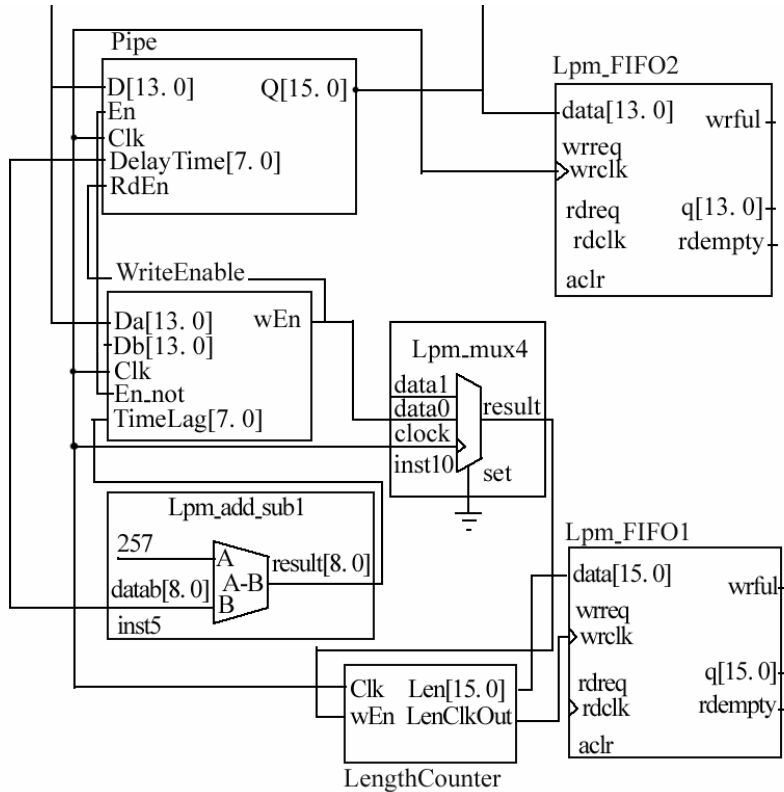 Pipe
D[13. 0]
Q[15. 0]
En
Clk
DelayTime[7. 0]
RdEn
Lpm_FIFO2
data[13. 0]
wrful
wrreq
wrclk
rdreq
q[13. 0]
rdclk
rdempty
aclr
WriteEnable
Da[13. 0]
wEn
Db[13. 0]
Clk
En_not
TimeLag[7. 0]
Lpm_mux4
data1
data0
result
clock
inst10
set
Lpm_add_sub1
257
A
result[8. 0]
A-B
datab[8. 0]
B
inst5
Lpm_FIFO1
data[15. 0]
wrful
wrreq
wrclk
q[15. 0]
rdreq
rdclk
rdempty
aclr
Clk
Len[15. 0]
wEn
LenClkOut
LengthCounter